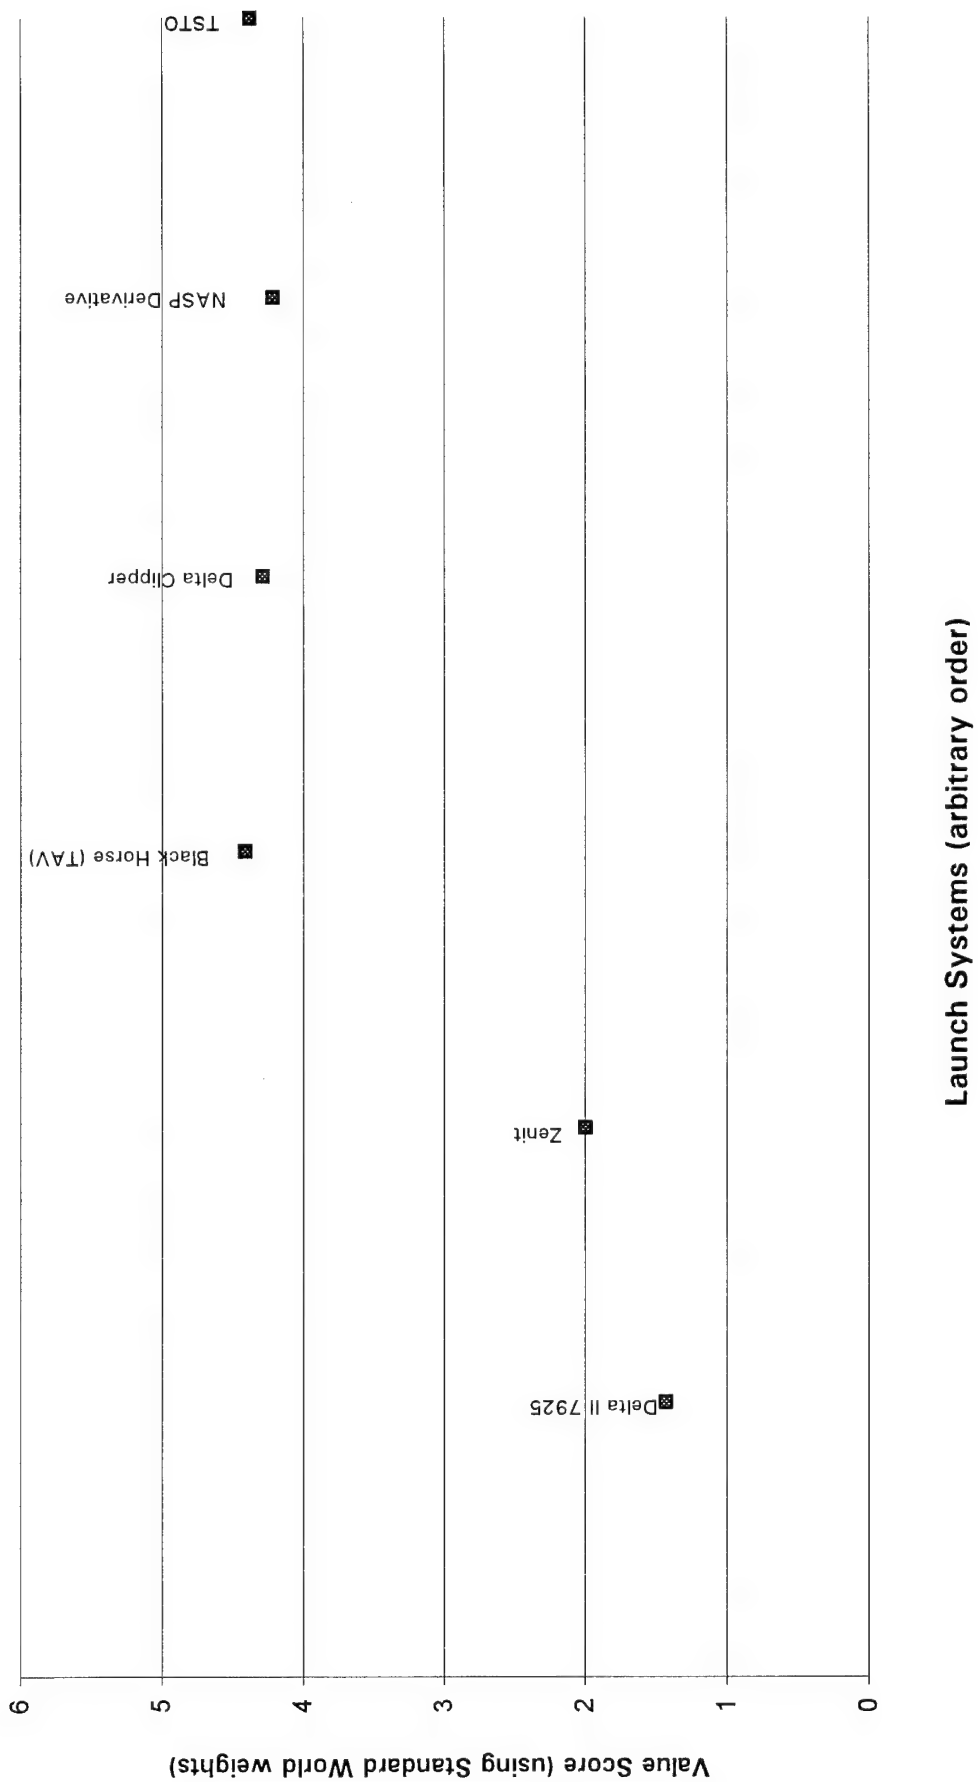 Value Score (using Standard World weights)
6
5
4
3
2
1
0
Delta II 7925
Zenit
Black Horse (TAV)
Delta Clipper
NASP Derivative
TSTO
Launch Systems (arbitrary order)